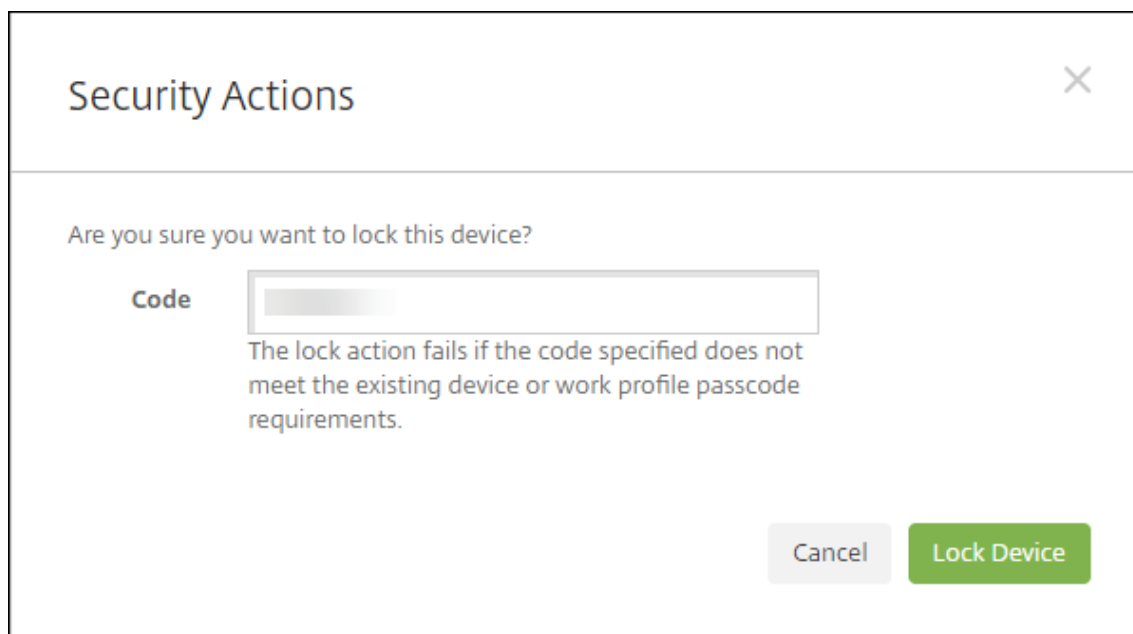 Security Actions
Are you sure you want to lock this device?
Code
The lock action fails if the code specified does not
meet the existing device or work profile passcode
requirements.
Cancel
Lock Device